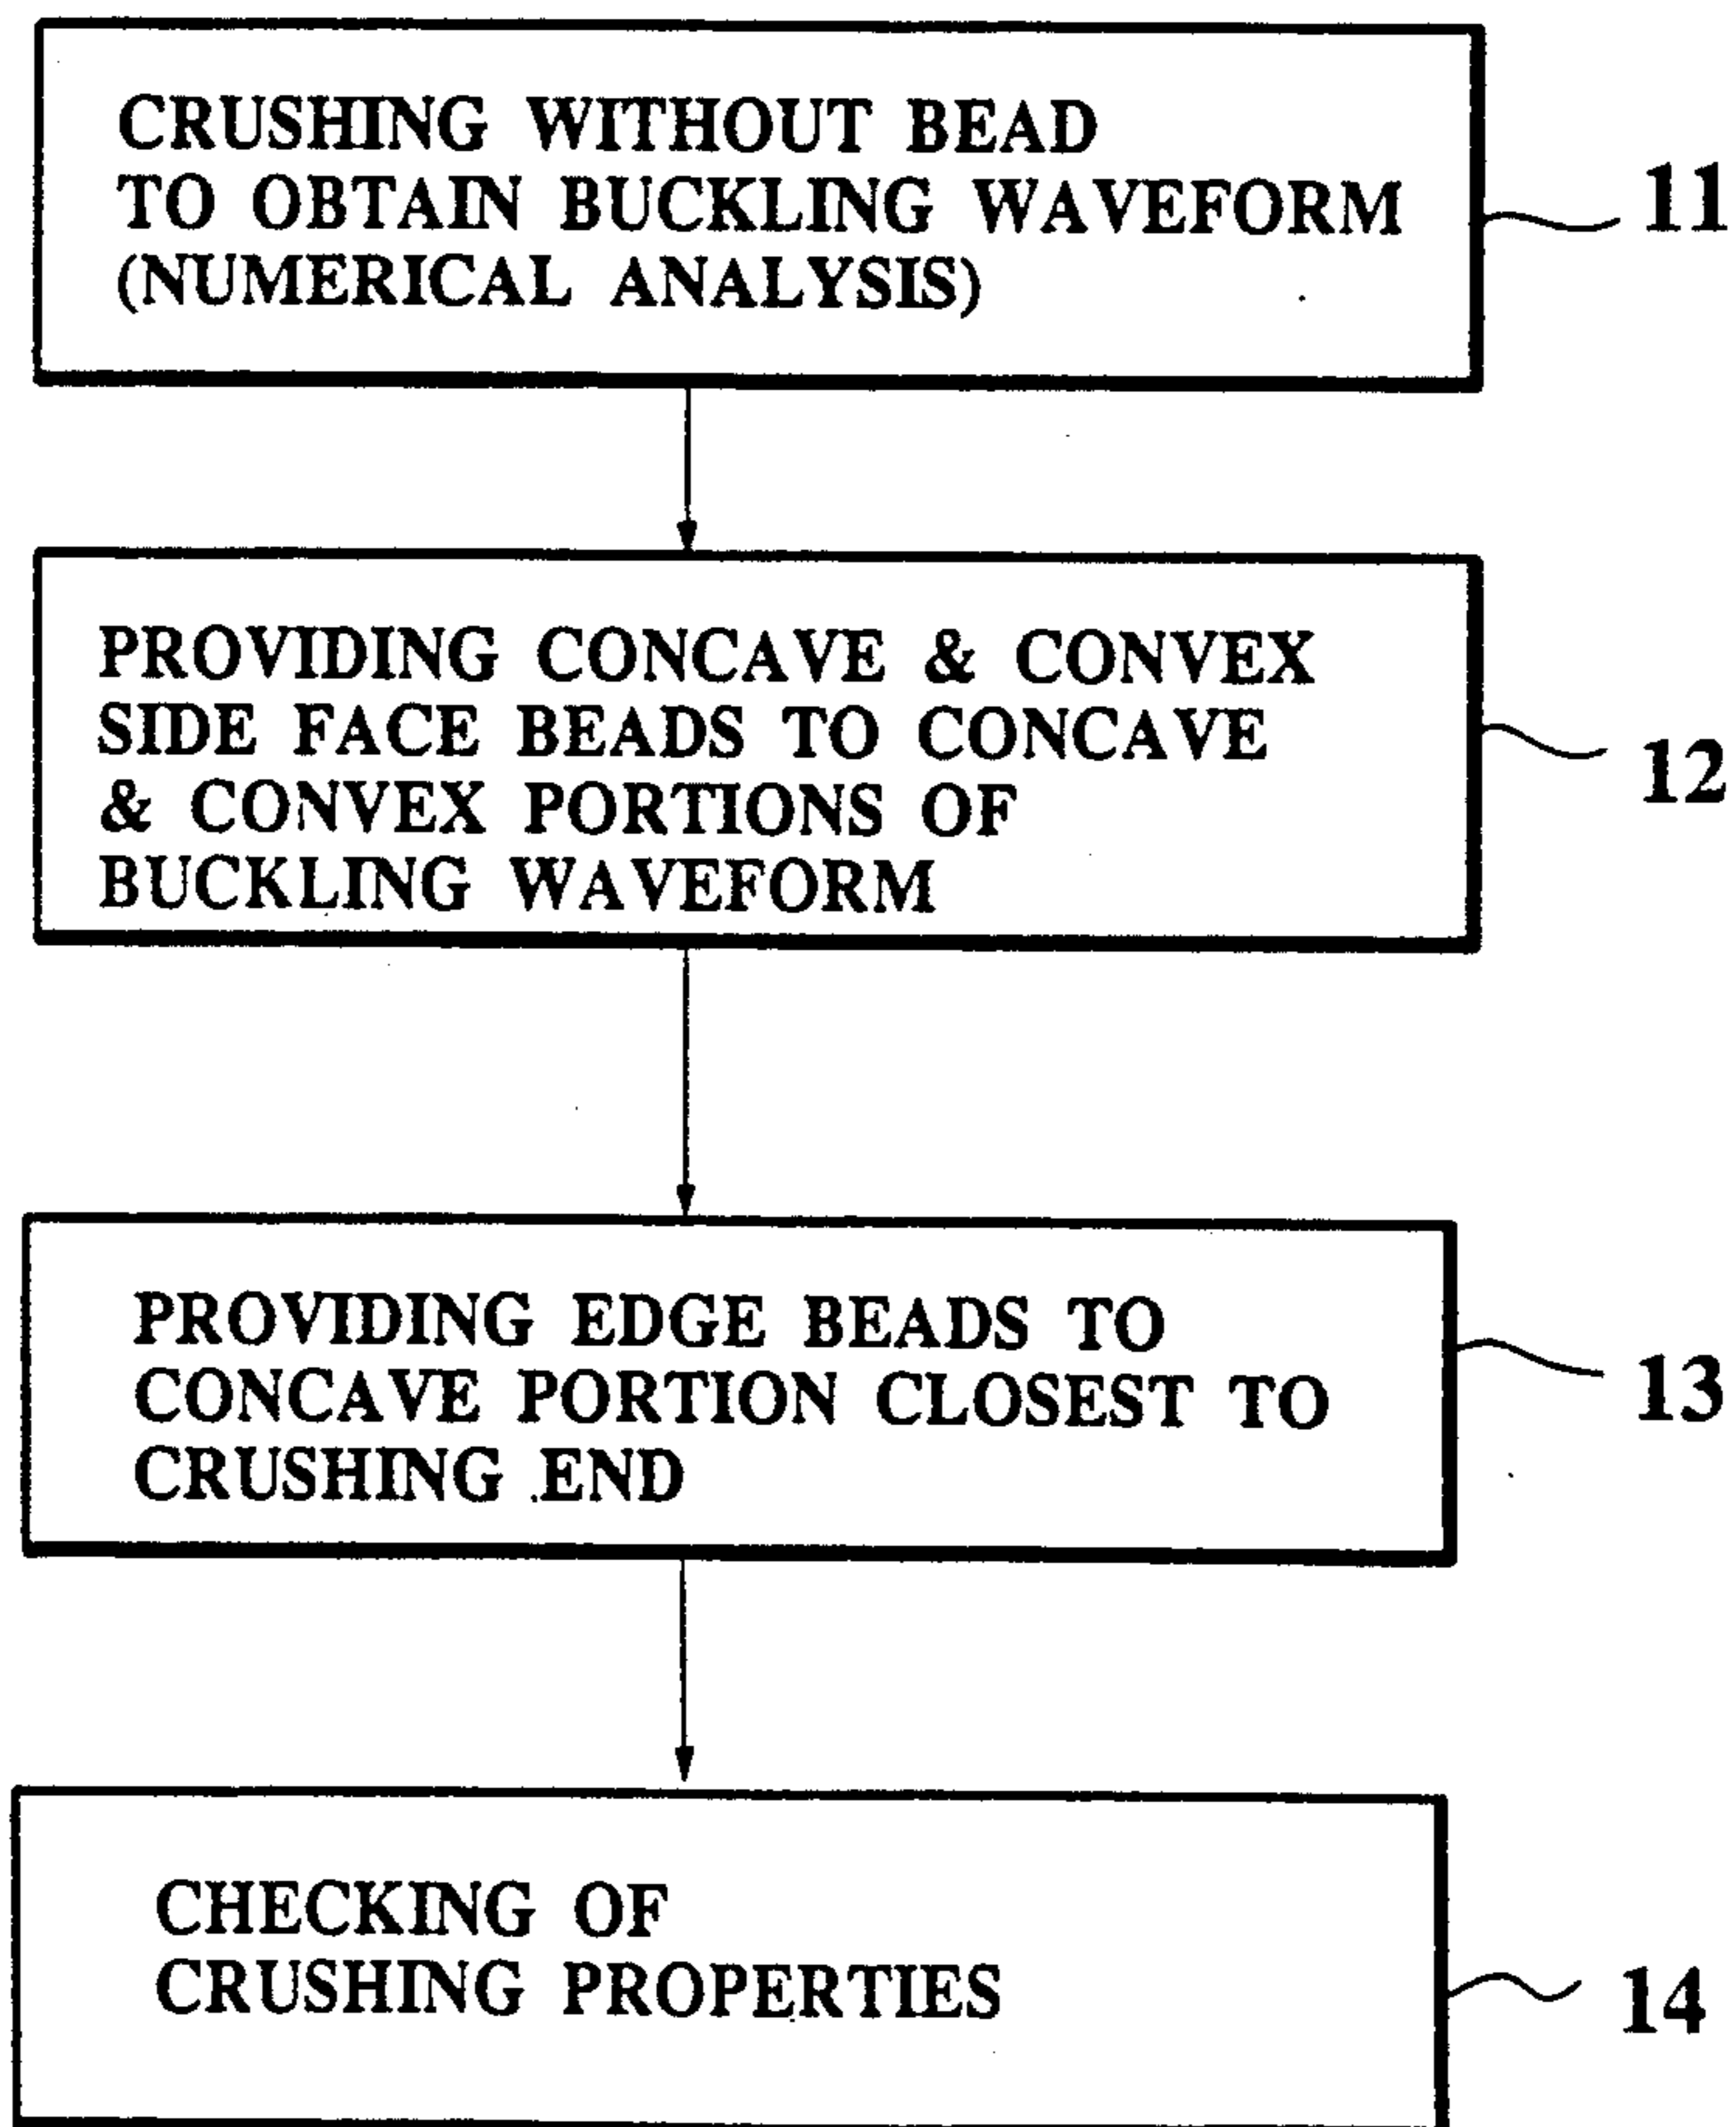 CRUSHING WITHOUT BEAD
TO OBTAIN BUCKLING WAVEFORM
(NUMERICAL ANALYSIS)
11
PROVIDING CONCAVE & CONVEX
SIDE FACE BEADS TO CONCAVE
& CONVEX PORTIONS OF
BUCKLING WAVEFORM
12
PROVIDING EDGE BEADS TO
CONCAVE PORTION CLOSEST TO
CRUSHING END
13
CHECKING OF
CRUSHING PROPERTIES
14